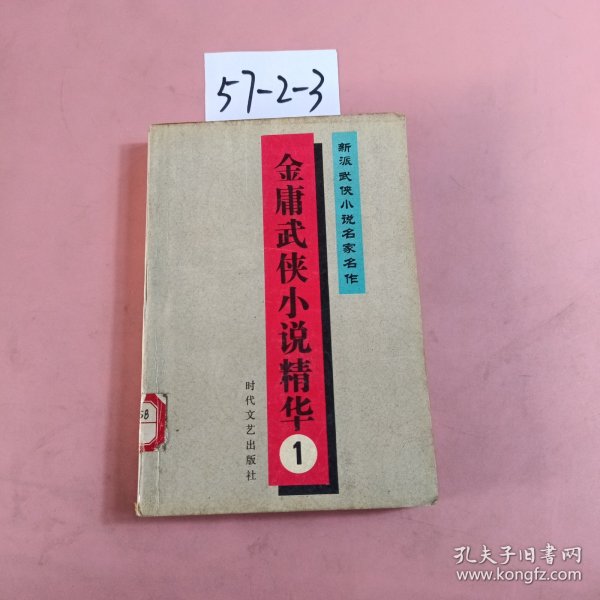 57-2-3
新派武侠小说名家名作
金庸武侠小说精华
1
时代文艺出版社
58
孔夫子旧书网
www.kongfz.com